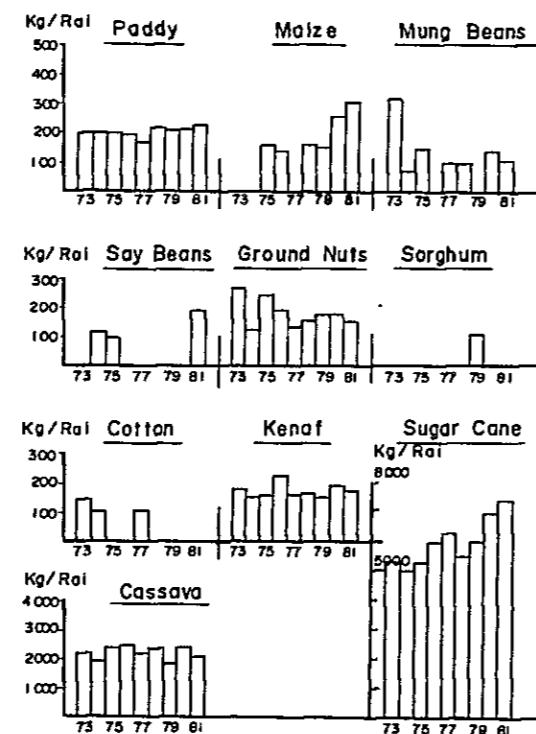 Kg/Rai Paddy Maize Mung Beans
500
400
300
200
100
73 75 77 79 81 73 75 77 79 81 73 75 77 79 81
Kg/Rai Say Beans Ground Nuts Sorghum
300
200
100
73 75 77 79 81 73 75 77 79 81 73 75 77 79 81
Kg/Rai Cotton Kenaf Sugar Cane
300
200
100
73 75 77 79 81 73 75 77 79 81
Kg/Rai
8000
5000
73 75 77 79 81
Kg/Rai Cassava
4000
3000
2000
1000
73 75 77 79 81